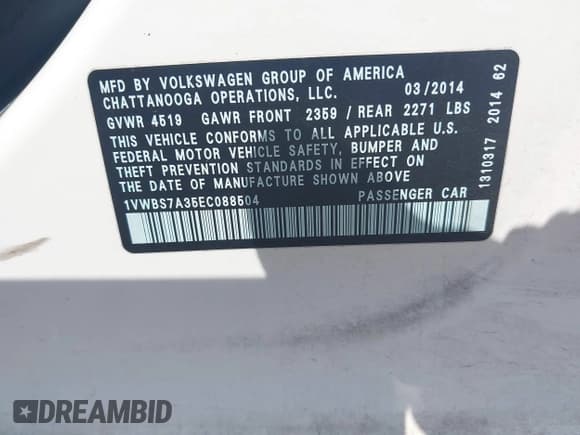 MFD BY VOLKSWAGEN GROUP OF AMERICA
CHATTANOOGA OPERATIONS, LLC. 03/2014
GVWR 4519 GAWR FRONT 2359 / REAR 2271 LBS
THIS VEHICLE CONFORMS TO ALL APPLICABLE U.S.
FEDERAL MOTOR VEHICLE SAFETY, BUMPER AND
THEFT PREVENTION STANDARDS IN EFFECT ON
THE DATE OF MANUFACTURE SHOWN ABOVE
1VWBS7A35EC088504 PASSENGER CAR
1310317 2014 62
DREAMBID